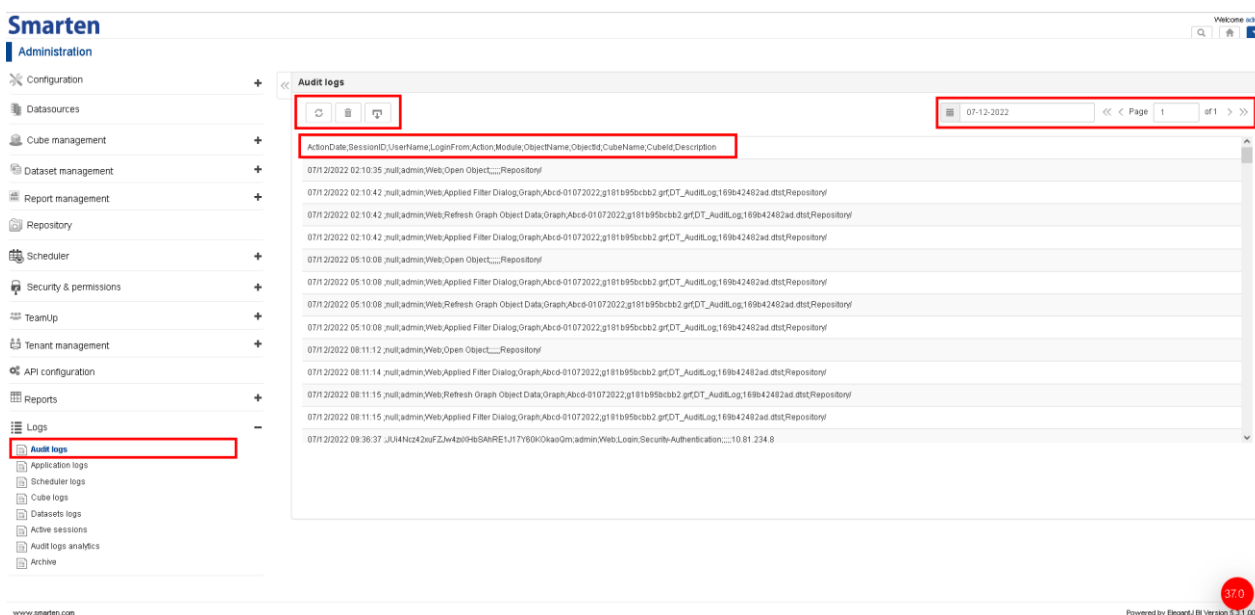 Smarten
Welcome
Administration
Configuration
Datasources
Cube management
Dataset management
Report management
Repository
Scheduler
Security & permissions
TeamUp
Tenant management
API configuration
Reports
Logs
Audit logs
Application logs
Scheduler logs
Cube logs
Datasets logs
Active sessions
Audit logs analytics
Archive
Audit logs
07-12-2022 Page 1 of 1
ActionDate;SessionID;UserName;LoginFrom;Action;Module;ObjectName;ObjectId;CubeName;CubeId;Description
07/12/2022 02:10:35 ;null;admin;Web;Open Object;;;;;Repository/
07/12/2022 02:10:42 ;null;admin;Web;Applied Filter Dialog;Graph;Abcd-01072022;g181b95bcbb2.grf;DT_AuditLog;169b42482ad.dtst;Repository/
07/12/2022 02:10:42 ;null;admin;Web;Refresh Graph Object Data;Graph;Abcd-01072022;g181b95bcbb2.grf;DT_AuditLog;169b42482ad.dtst;Repository/
07/12/2022 02:10:42 ;null;admin;Web;Applied Filter Dialog;Graph;Abcd-01072022;g181b95bcbb2.grf;DT_AuditLog;169b42482ad.dtst;Repository/
07/12/2022 05:10:08 ;null;admin;Web;Open Object;;;;;Repository/
07/12/2022 05:10:08 ;null;admin;Web;Applied Filter Dialog;Graph;Abcd-01072022;g181b95bcbb2.grf;DT_AuditLog;169b42482ad.dtst;Repository/
07/12/2022 05:10:08 ;null;admin;Web;Refresh Graph Object Data;Graph;Abcd-01072022;g181b95bcbb2.grf;DT_AuditLog;169b42482ad.dtst;Repository/
07/12/2022 05:10:08 ;null;admin;Web;Applied Filter Dialog;Graph;Abcd-01072022;g181b95bcbb2.grf;DT_AuditLog;169b42482ad.dtst;Repository/
07/12/2022 08:11:12 ;null;admin;Web;Open Object;;;;;Repository/
07/12/2022 08:11:14 ;null;admin;Web;Applied Filter Dialog;Graph;Abcd-01072022;g181b95bcbb2.grf;DT_AuditLog;169b42482ad.dtst;Repository/
07/12/2022 08:11:15 ;null;admin;Web;Refresh Graph Object Data;Graph;Abcd-01072022;g181b95bcbb2.grf;DT_AuditLog;169b42482ad.dtst;Repository/
07/12/2022 08:11:15 ;null;admin;Web;Applied Filter Dialog;Graph;Abcd-01072022;g181b95bcbb2.grf;DT_AuditLog;169b42482ad.dtst;Repository/
07/12/2022 09:36:37 ;admin;Web;Login;Security-Authentication;;;;;10.81.234.8
37.0
www.smarten.com
Powered by ElegantJ BI Version 5.3.1.00